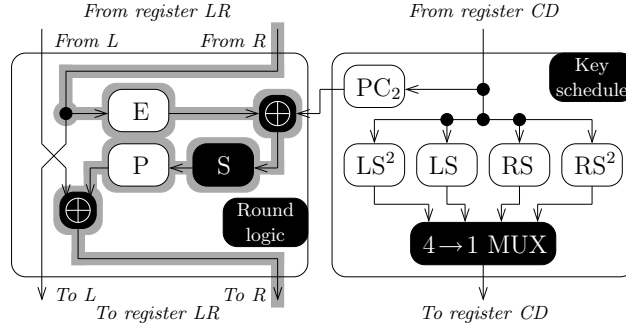 From register LR
From register CD
From L
From R
Key
schedule
PC2
E
⊕
LS²
LS
RS
RS²
P
S
⊕
Round
logic
4→1 MUX
To L
To R
To register LR
To register CD